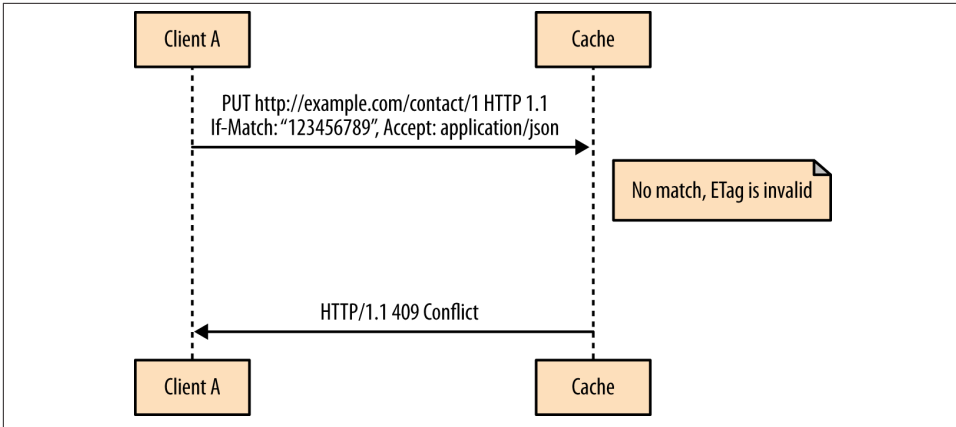 Client A
Cache
PUT http://example.com/contact/1 HTTP 1.1
If-Match: “123456789”, Accept: application/json
No match, ETag is invalid
HTTP/1.1 409 Conflict
Client A
Cache